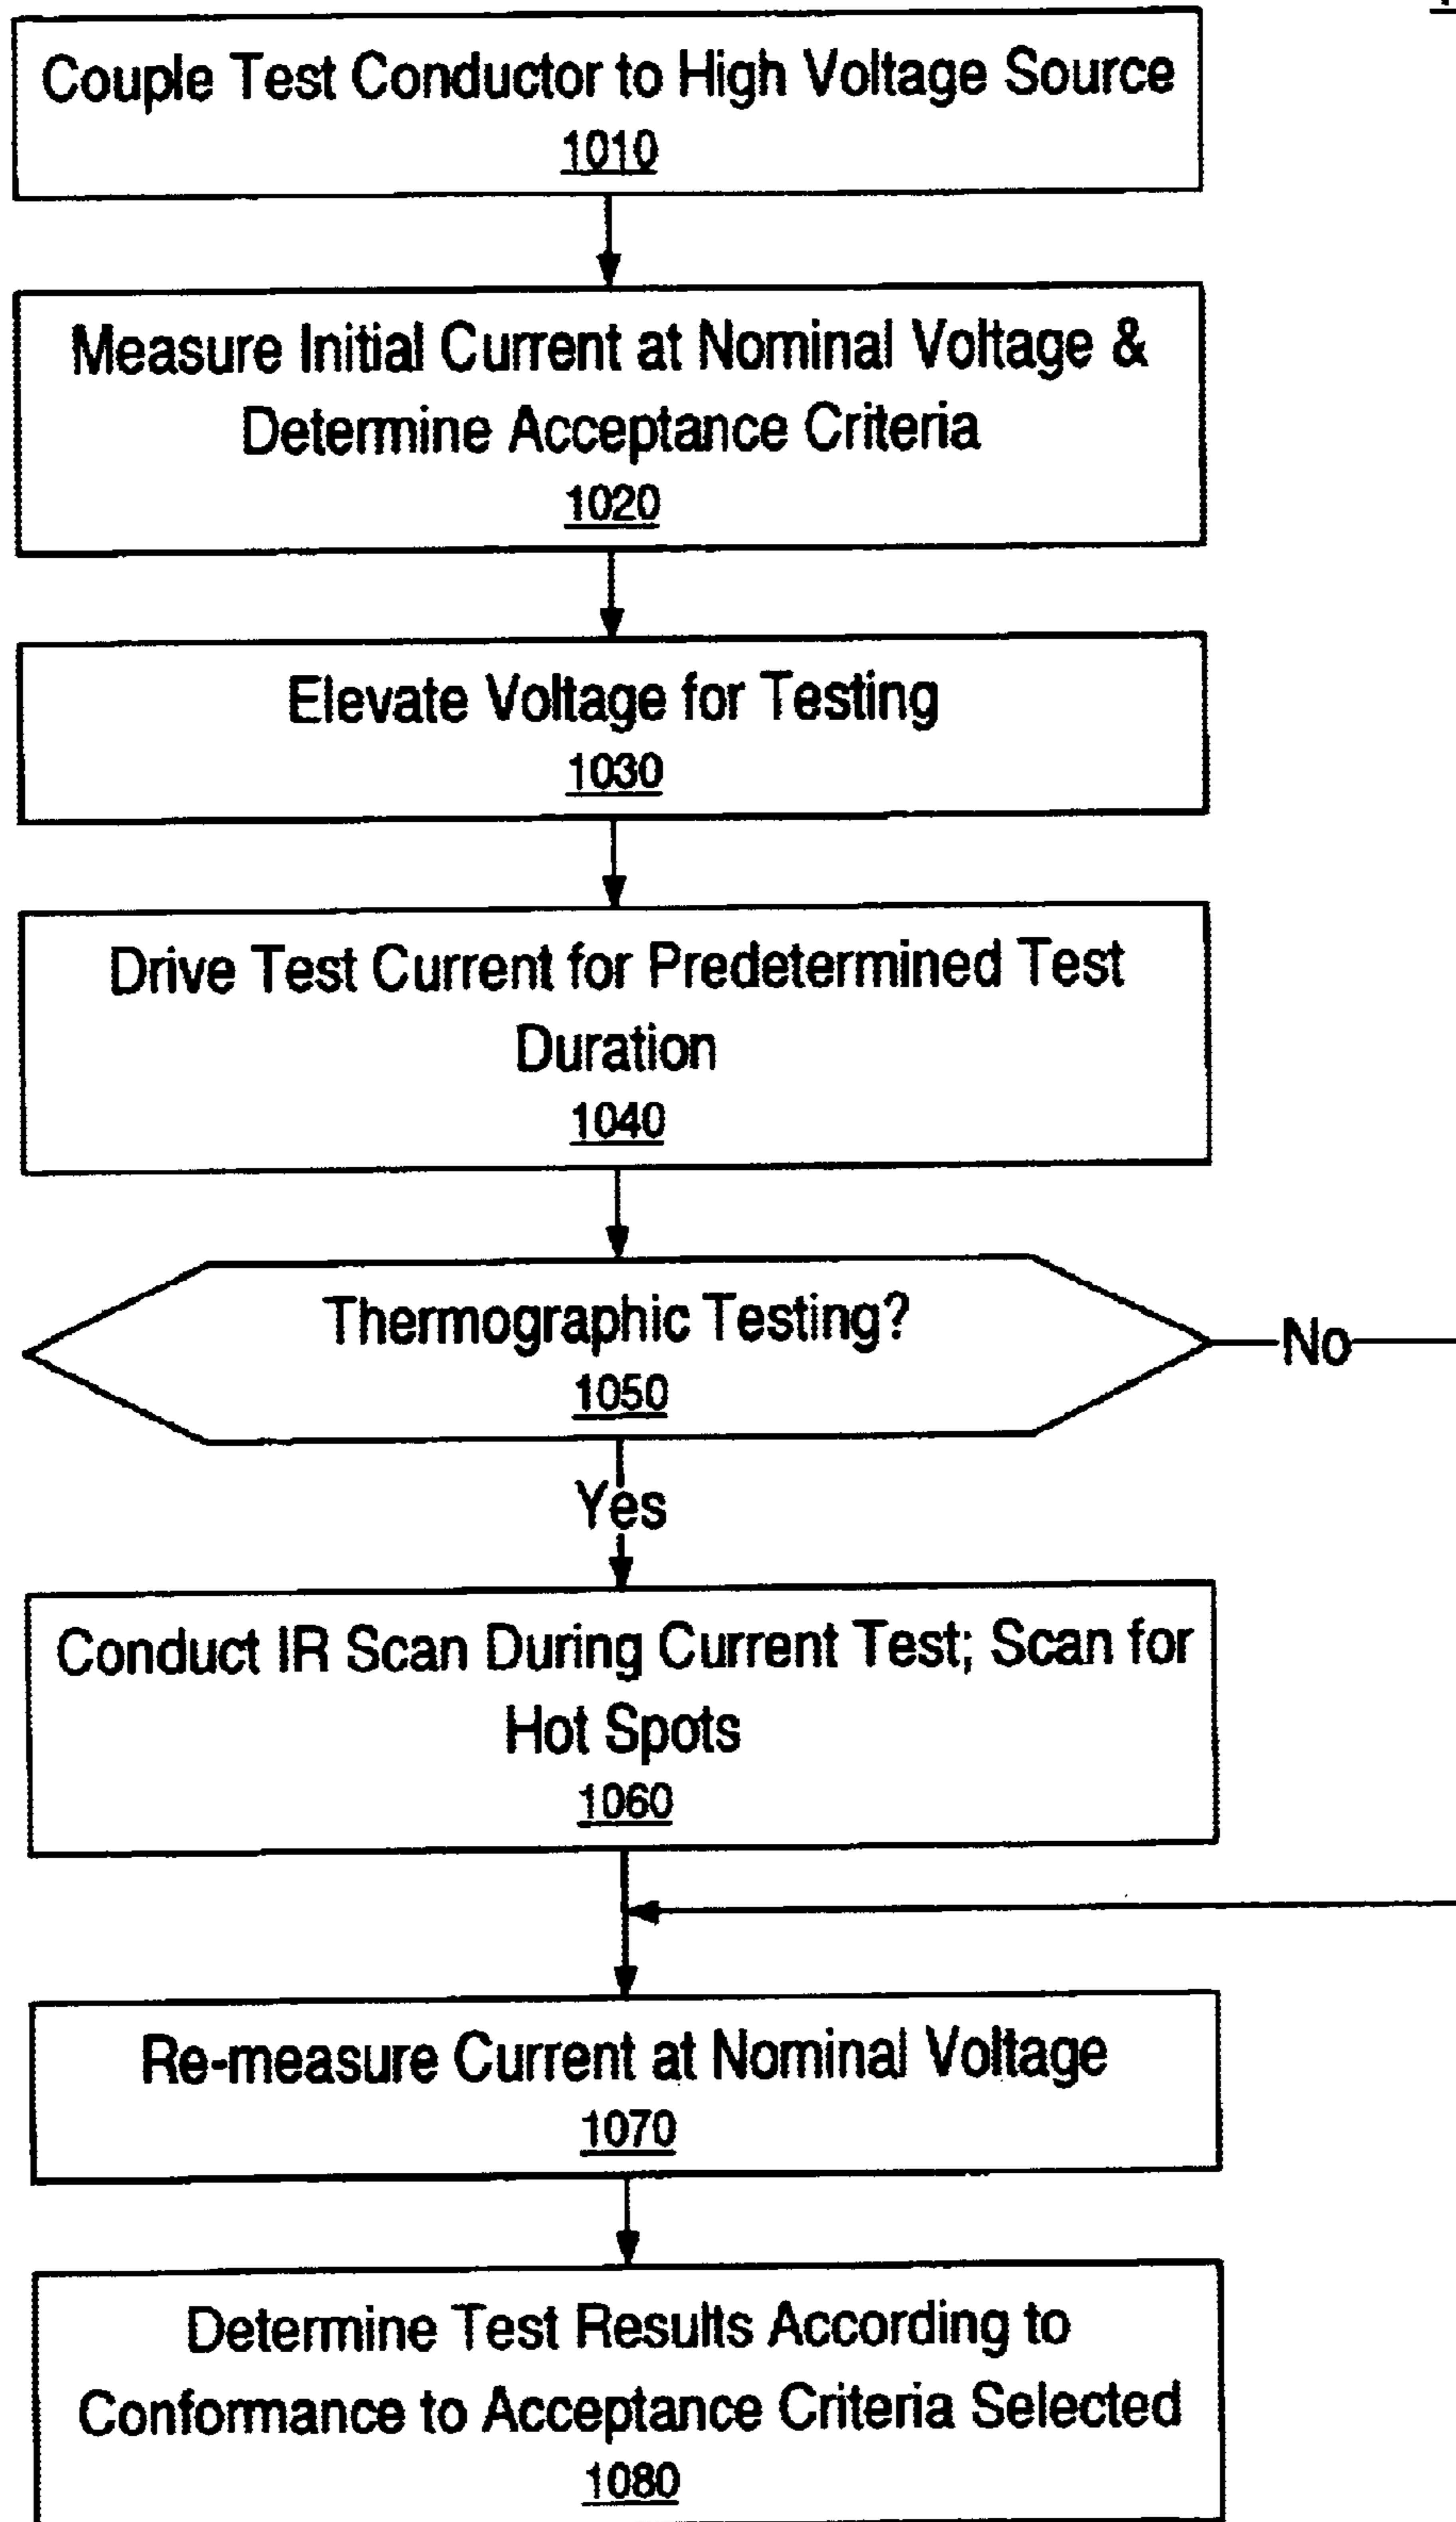 Couple Test Conductor to High Voltage Source
1010
Measure Initial Current at Nominal Voltage &
Determine Acceptance Criteria
1020
Elevate Voltage for Testing
1030
Drive Test Current for Predetermined Test
Duration
1040
Thermographic Testing?
1050
No
Yes
Conduct IR Scan During Current Test; Scan for
Hot Spots
1060
Re-measure Current at Nominal Voltage
1070
Determine Test Results According to
Conformance to Acceptance Criteria Selected
1080